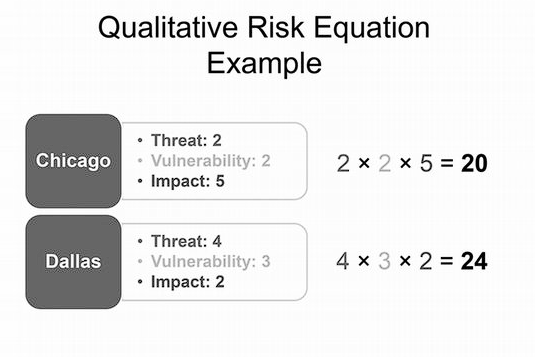 Qualitative Risk Equation
Example
Chicago
• Threat: 2
• Vulnerability: 2
• Impact: 5
2 × 2 × 5 = 20
Dallas
• Threat: 4
• Vulnerability: 3
• Impact: 2
4 × 3 × 2 = 24